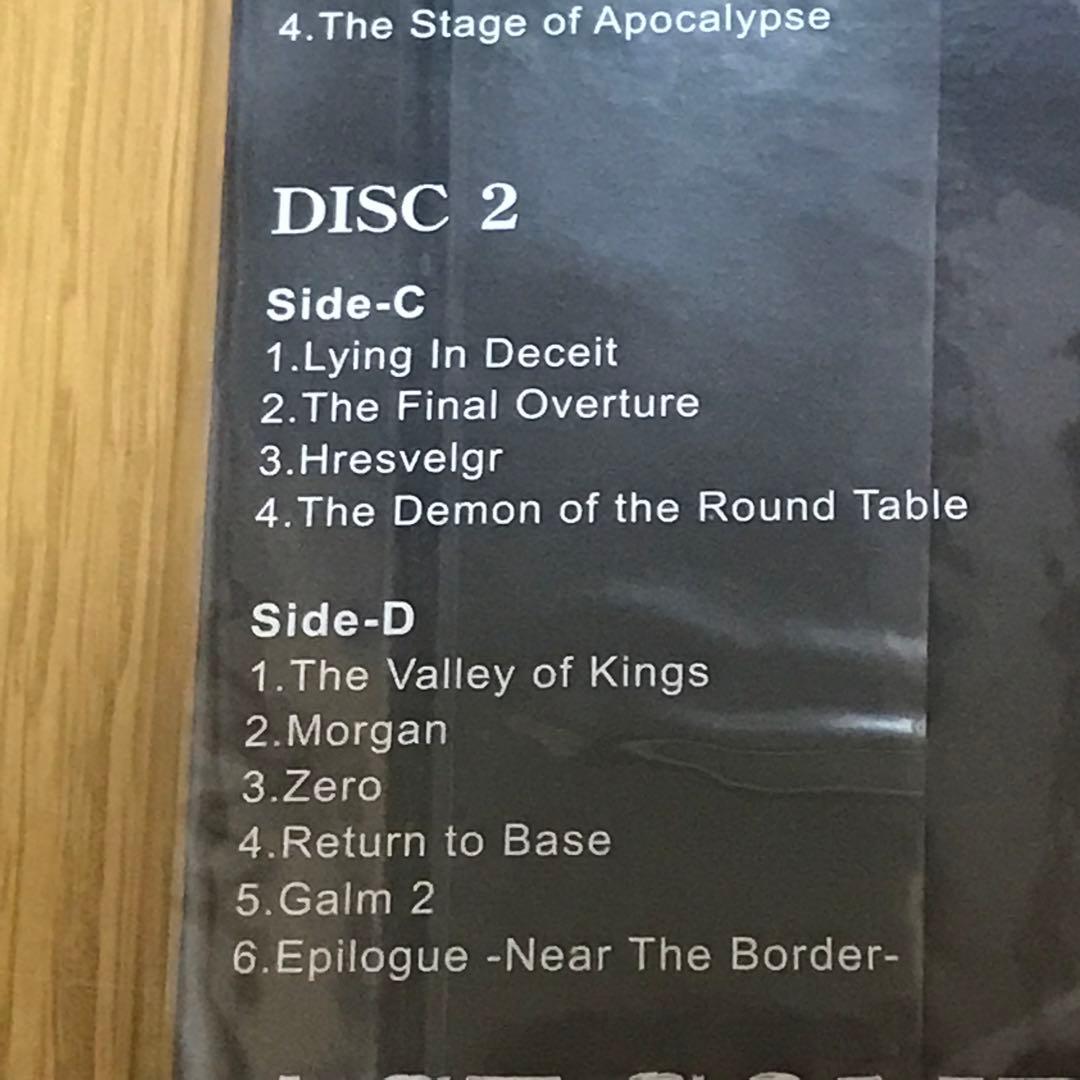 4.The Stage of Apocalypse
DISC 2
Side-C
1.Lying In Deceit
2.The Final Overture
3.Hresvelgr
4.The Demon of the Round Table
Side-D
1.The Valley of Kings
2.Morgan
3.Zero
4.Return to Base
5.Galm 2
6.Epilogue -Near The Border-